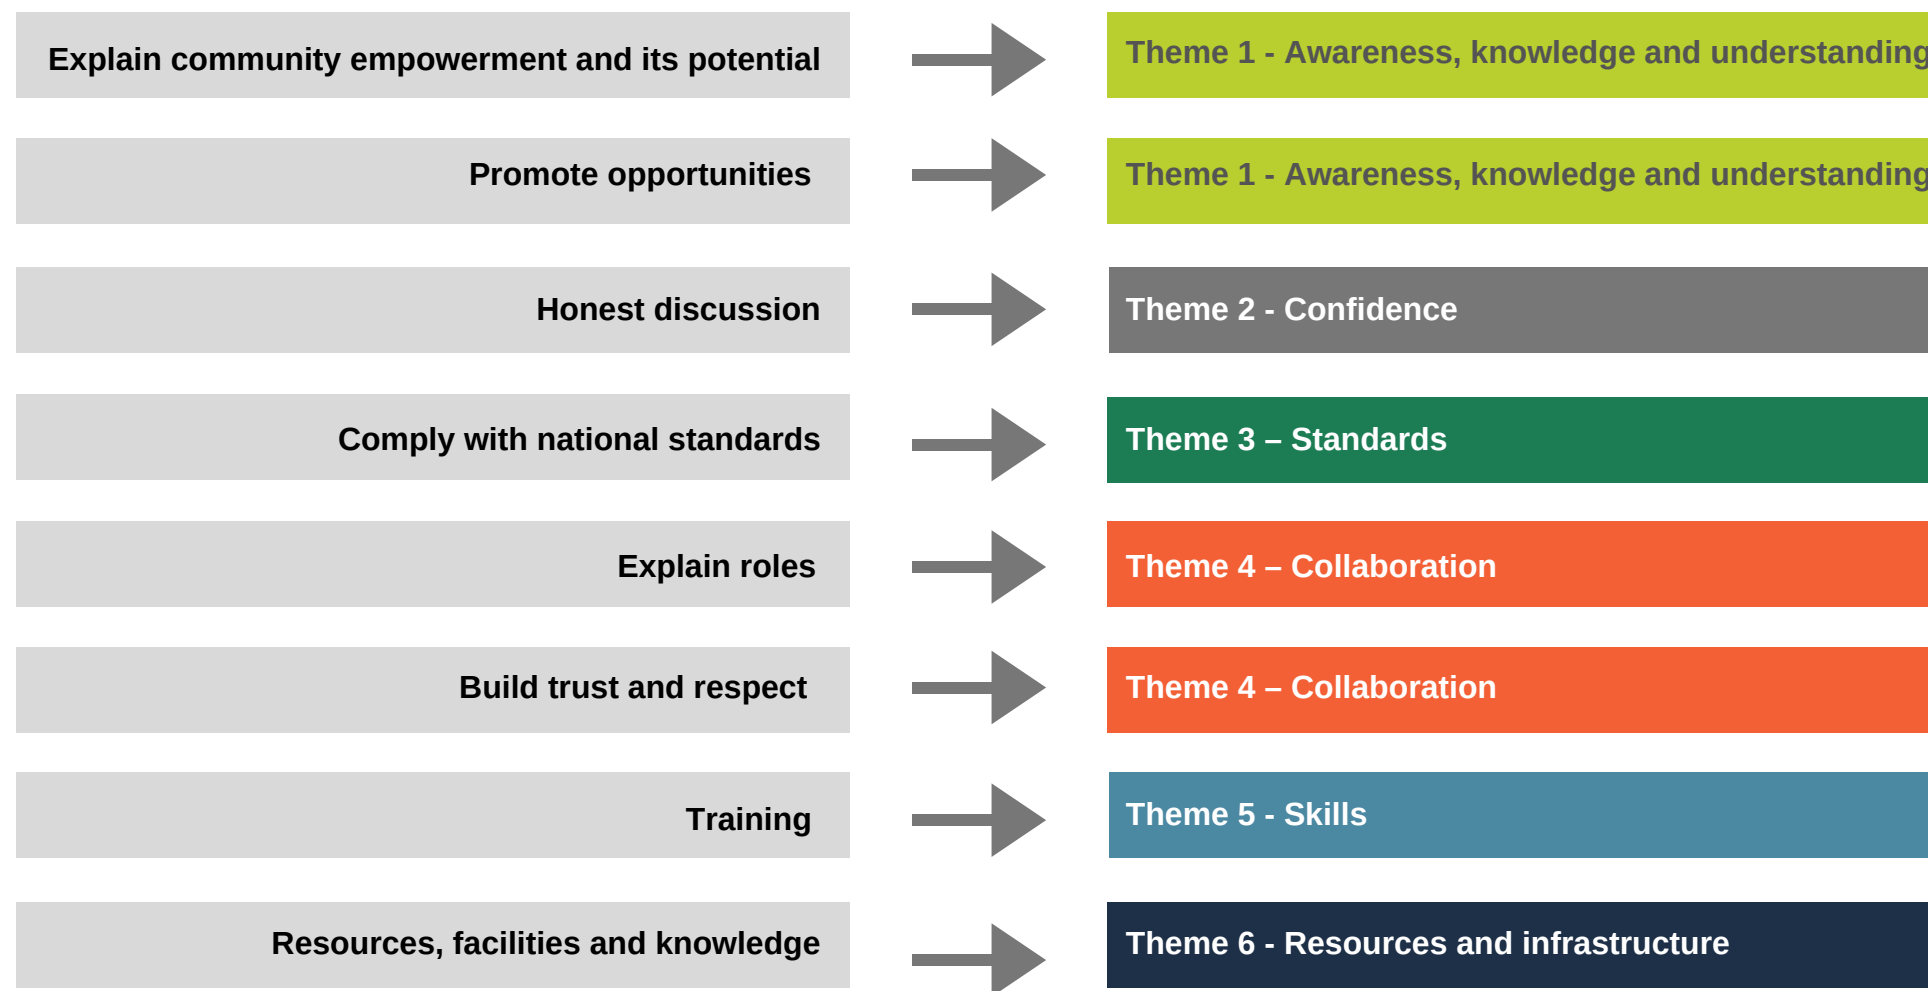 Explain community empowerment and its potential
Theme 1 - Awareness, knowledge and understanding
Promote opportunities
Theme 1 - Awareness, knowledge and understanding
Honest discussion
Theme 2 - Confidence
Comply with national standards
Theme 3 – Standards
Explain roles
Theme 4 – Collaboration
Build trust and respect
Theme 4 – Collaboration
Training
Theme 5 - Skills
Resources, facilities and knowledge
Theme 6 - Resources and infrastructure